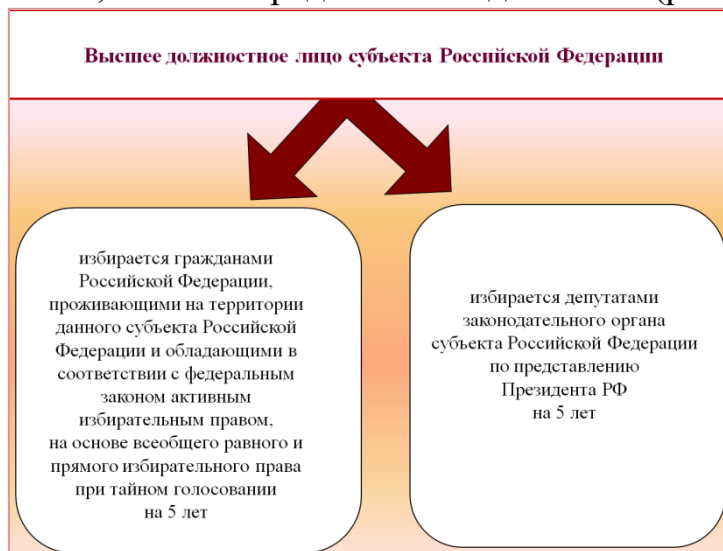 Высшее должностное лицо субъекта Российской Федерации
избирается гражданами
Российской Федерации,
проживающими на территории
данного субъекта Российской
Федерации и обладающими в
соответствии с федеральным
законом активным
избирательным правом,
на основе всеобщего равного и
прямого избирательного права
при тайном голосовании
на 5 лет
избирается депутатами
законодательного органа
субъекта Российской Федерации
по представлению
Президента РФ
на 5 лет